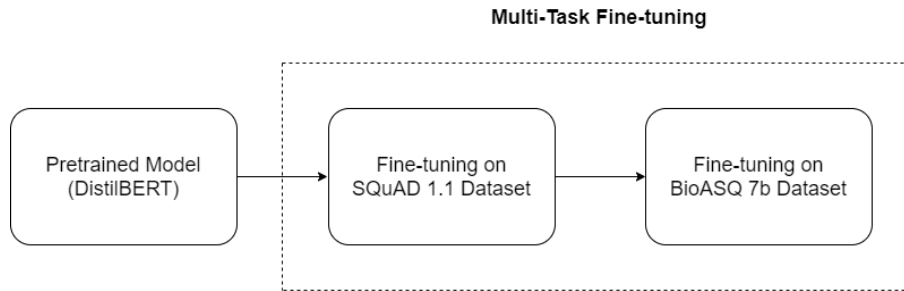 Multi-Task Fine-tuning
Pretrained Model
(DistilBERT)
Fine-tuning on
SQuAD 1.1 Dataset
Fine-tuning on
BioASQ 7b Dataset